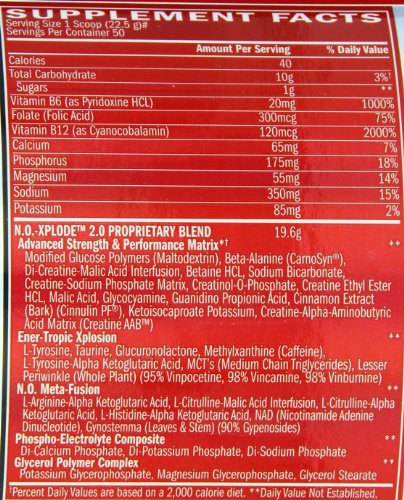 SUPPLEMENT FACTS
Serving Size 1 Scoop (22.5 g)#
Servings Per Container 50
Amount Per Serving % Daily Value
Calories 40
Total Carbohydrate 10g 3%†
Sugars 1g **
Vitamin B6 (as Pyridoxine HCL) 20mg 1000%
Folate (Folic Acid) 300mcg 75%
Vitamin B12 (as Cyanocobalamin) 120mcg 2000%
Calcium 65mg 7%
Phosphorus 175mg 18%
Magnesium 55mg 14%
Sodium 350mg 15%
Potassium 85mg 2%
N.O.-XPLODE™ 2.0 PROPRIETARY BLEND 19.6g
Advanced Strength & Performance Matrix*† **
Modified Glucose Polymers (Maltodextrin), Beta-Alanine (CarnoSyn®),
Di-Creatine-Malic Acid Interfusion, Betaine HCL, Sodium Bicarbonate,
Creatine-Sodium Phosphate Matrix, Creatinol-O-Phosphate, Creatine Ethyl Ester
HCL, Malic Acid, Glycocyamine, Guanidino Propionic Acid, Cinnamon Extract
(Bark) (Cinnulin PF®), Ketoisocaproate Potassium, Creatine-Alpha-Aminobutyric
Acid Matrix (Creatine AAB™)
Ener-Tropic Xplosion **
L-Tyrosine, Taurine, Glucuronolactone, Methylxanthine (Caffeine),
L-Tyrosine-Alpha Ketoglutaric Acid, MCT's (Medium Chain Triglycerides), Lesser
Periwinkle (Whole Plant) (95% Vinpocetine, 98% Vincamine, 98% Vinburnine)
N.O. Meta-Fusion **
L-Arginine-Alpha Ketoglutaric Acid, L-Citrulline-Malic Acid Interfusion, L-Citrulline-Alpha
Ketoglutaric Acid, L-Histidine-Alpha Ketoglutaric Acid, NAD (Nicotinamide Adenine
Dinucleotide), Gynostemma (Leaves & Stem) (90% Gypenosides)
Phospho-Electrolyte Composite **
Di-Calcium Phosphate, Di-Potassium Phosphate, Di-Sodium Phosphate
Glycerol Polymer Complex **
Potassium Glycerophosphate, Magnesium Glycerophosphate, Glycerol Stearate
†Percent Daily Values are based on a 2,000 calorie diet. **Daily Value Not Established.